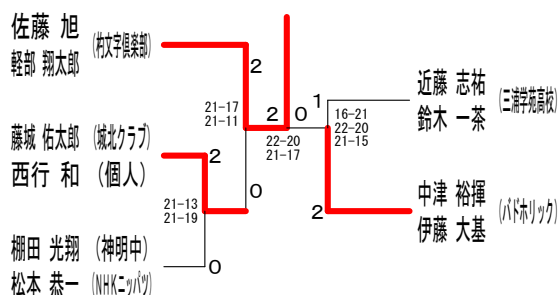 佐藤 旭
軽部 翔太郎
(杓文字倶楽部)
2
21-17
21-11
2
0
22-20
21-17
1
16-21
22-20
21-15
近藤 志祐
鈴木 一茶
(三浦学苑高校)
藤城 佑太郎 (城北クラブ)
西行 和 (個人)
2
0
21-13
21-19
2
中津 裕揮
伊藤 大基
(バドホリック)
棚田 光翔 (神明中)
松本 恭一 (NHKニッパツ)
0